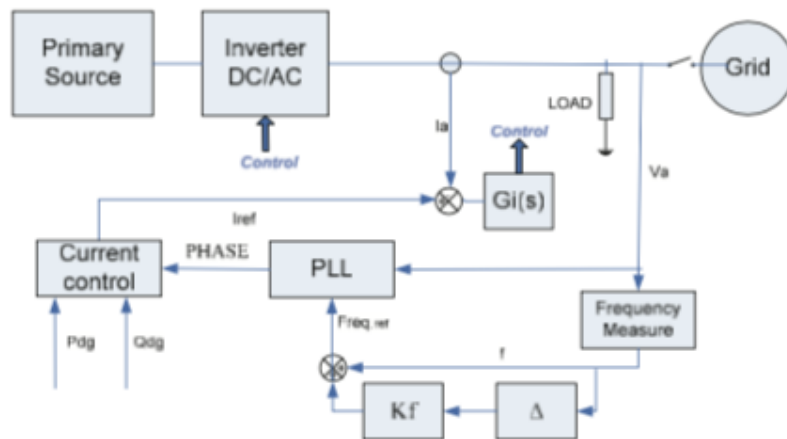 Primary
Source
Inverter
DC/AC
Grid
LOAD
Ia
Control
Control
Va
Gi(s)
Iref
Current
control
PHASE
PLL
Frequency
Measure
Freq.ref
Pdg
Qdg
f
Kf
Δ